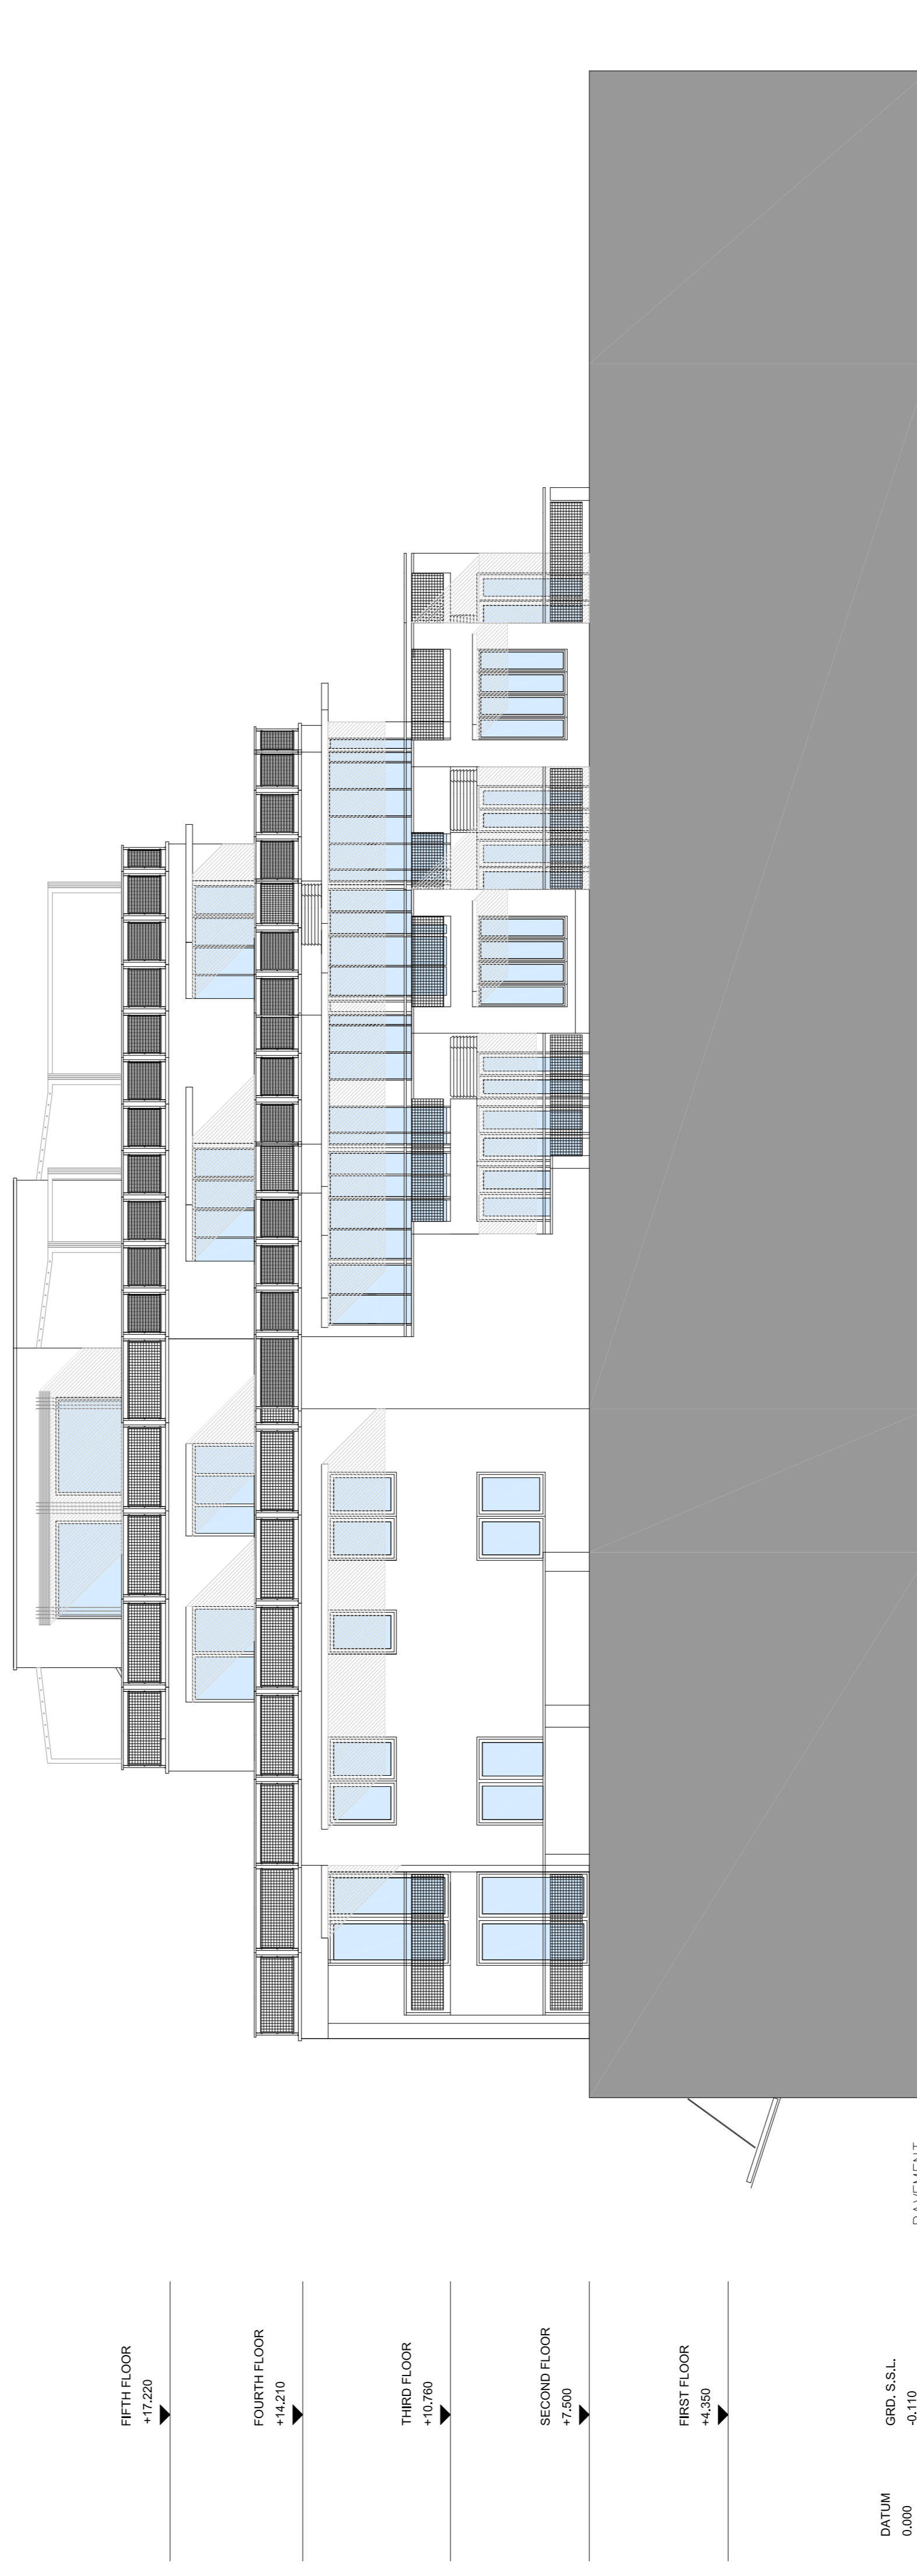 FIFTH FLOOR
+17.220
FOURTH FLOOR
+14.210
THIRD FLOOR
+10.760
SECOND FLOOR
+7.500
FIRST FLOOR
+4.350
PAVEMENT
GRD. S.S.L.
-0.110
DATUM
0.000